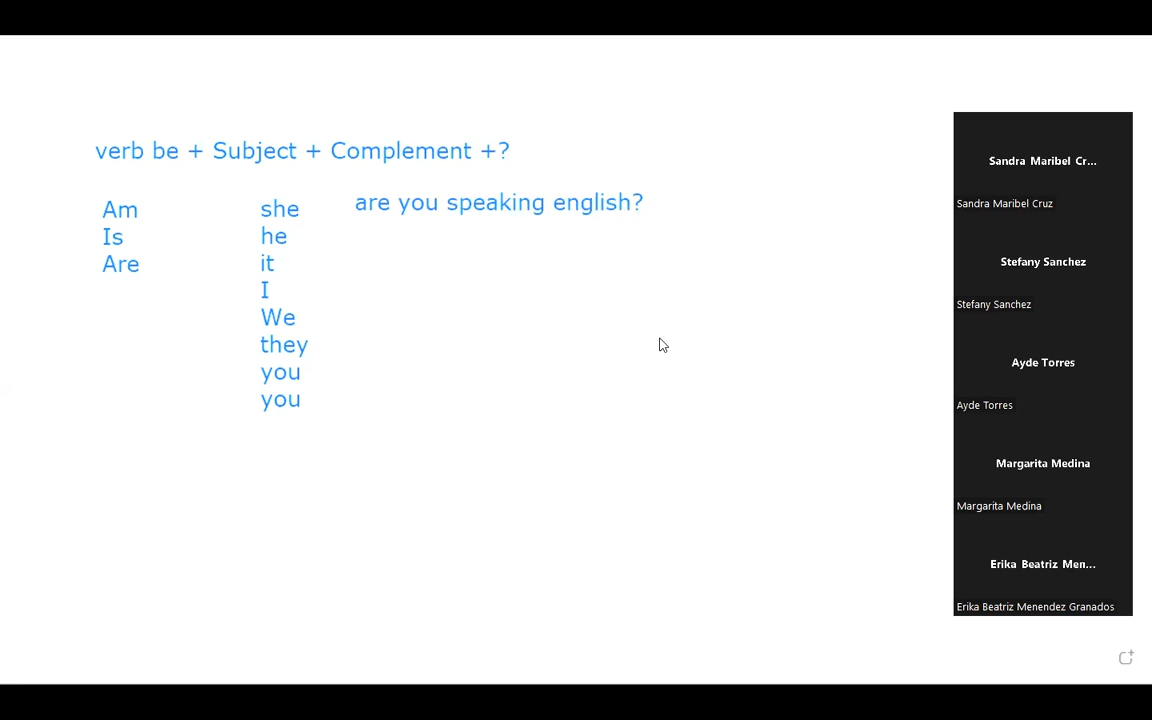 verb be + Subject + Complement +?
Am
Is
Are
she
he
it
I
We
they
you
you
are you speaking english?
Sandra Maribel Cr...
Sandra Maribel Cruz
Stefany Sanchez
Stefany Sanchez
Ayde Torres
Ayde Torres
Margarita Medina
Margarita Medina
Erika Beatriz Men...
Erika Beatriz Menendez Granados